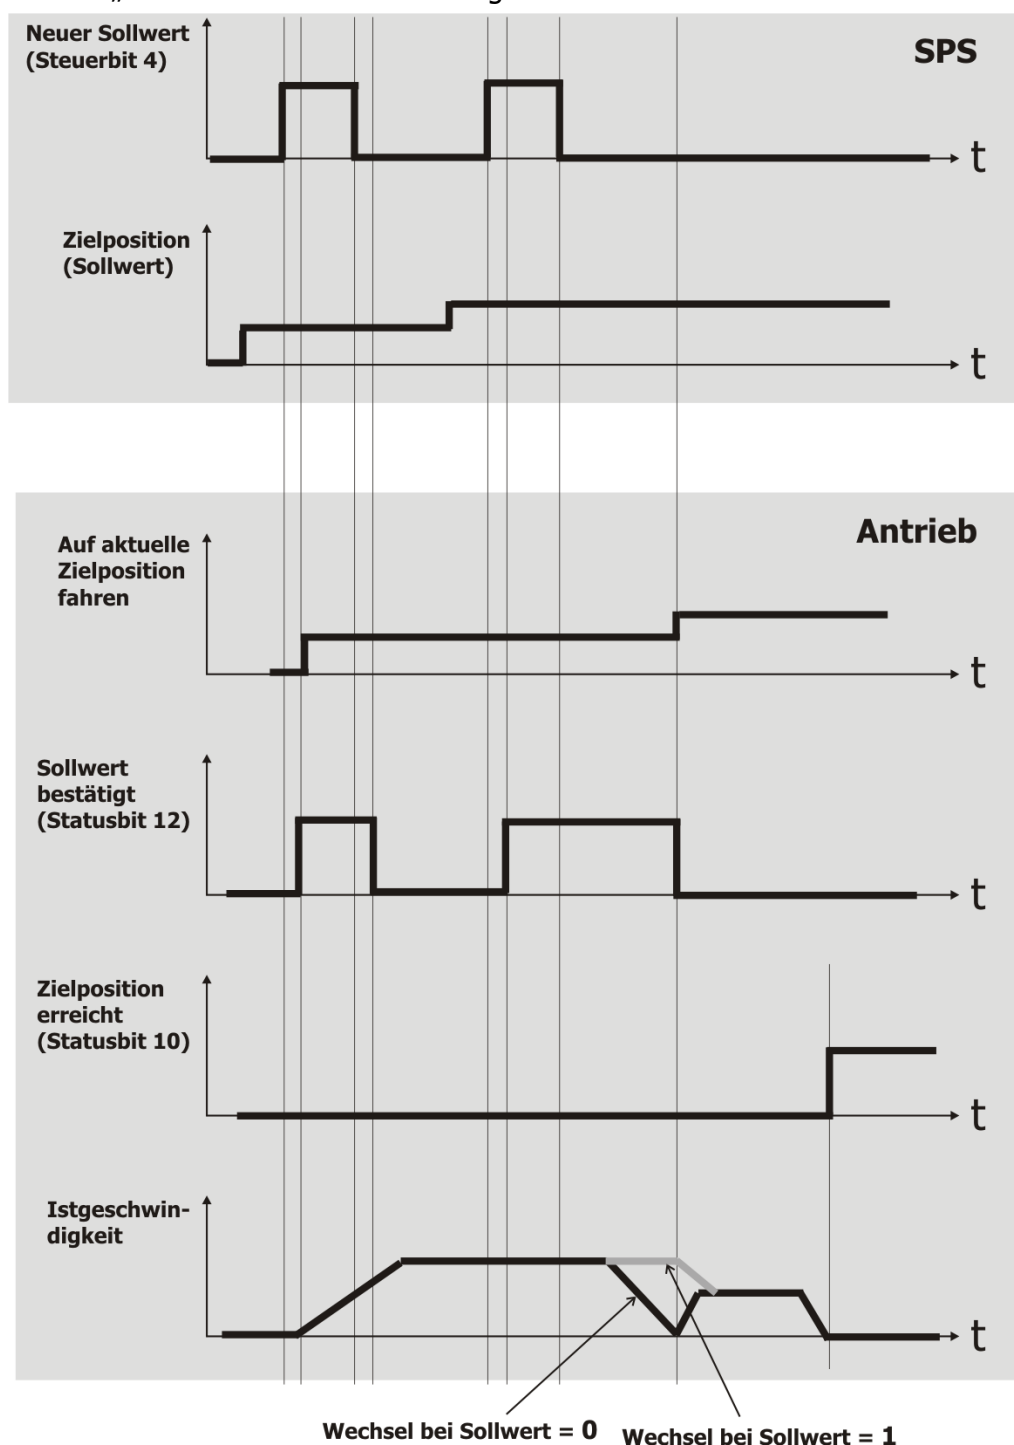 Neuer Sollwert
(Steuerbit 4)
SPS
t
Zielposition
(Sollwert)
t
Antrieb
Auf aktuelle
Zielposition
fahren
t
Sollwert
bestätigt
(Statusbit 12)
t
Zielposition
erreicht
(Statusbit 10)
t
Istgeschwin-
digkeit
t
Wechsel bei Sollwert = 0
Wechsel bei Sollwert = 1